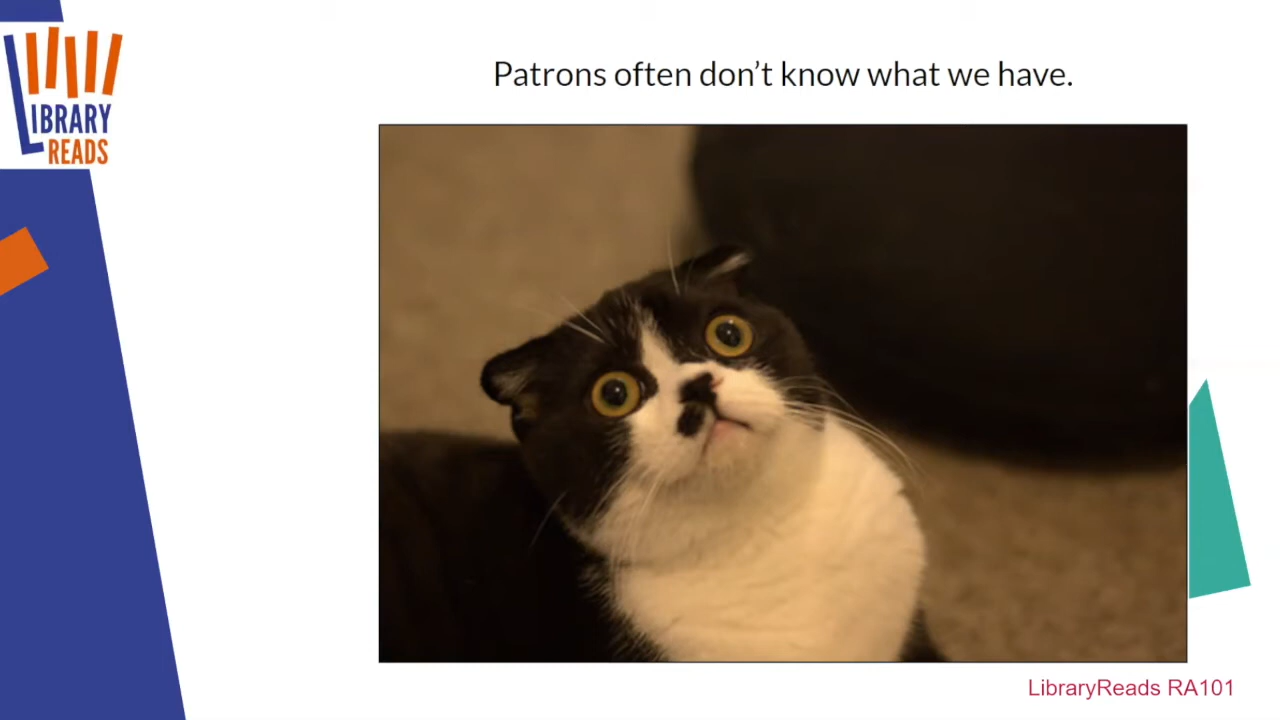 LIBRARY
READS
Patrons often don’t know what we have.
LibraryReads RA101